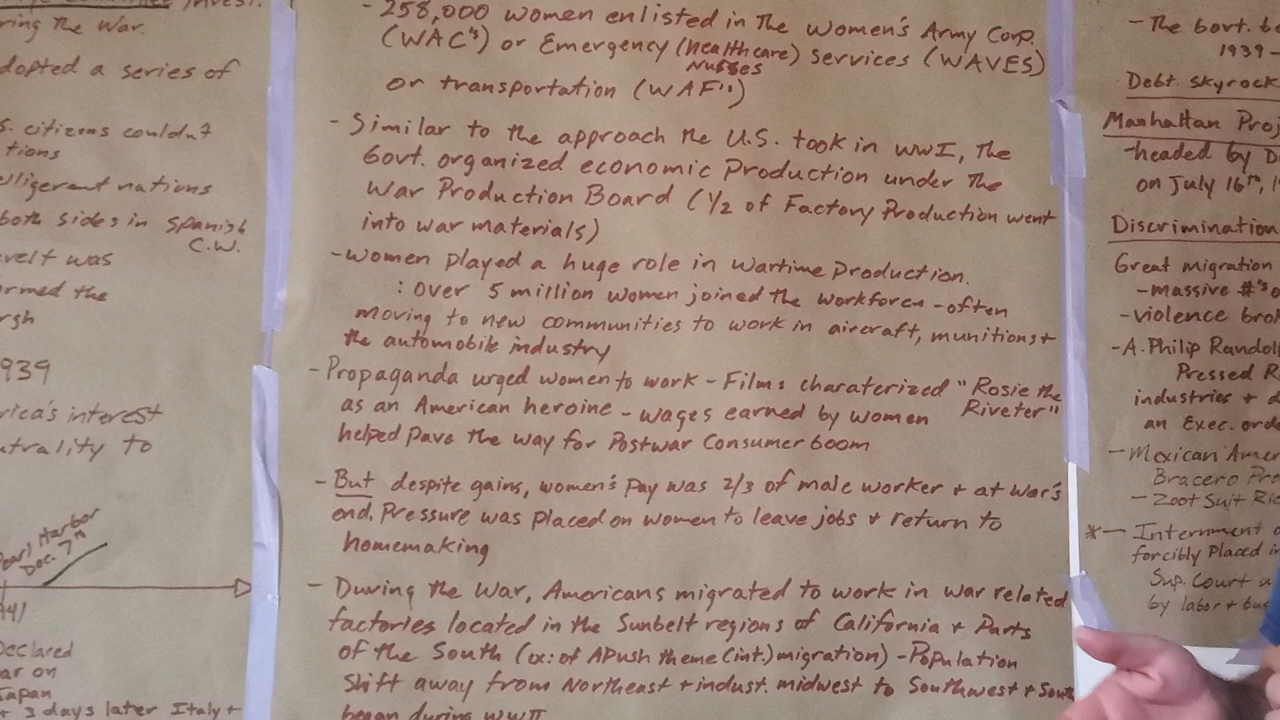 invest.
ring the War.
dopted a series of
S. citizens couldn't
tions
elligerent nations
both sides in Spanish
C.W.
evelt was
ormed the
rsh
939
rica's interest
utrality to
Pearl Harbor
Dec. 7th
941
Declared
ar on
Japan
+ 3 days later Italy +
- 258,000 women enlisted in The Women's Army Corp.
(WAC's) or Emergency (healthcare) Services (WAVES)
Nurses
or transportation (WAF's)
- Similar to the approach the U.S. took in WWI, The
Govt. organized economic Production under The
War Production Board (1/2 of Factory Production went
into war materials)
- Women played a huge role in Wartime Production.
: Over 5 million women joined the workforce - often
moving to new communities to work in aircraft, munitions +
the automobile industry
- Propaganda urged women to work - Films charaterized "Rosie the
Riveter"
as an American heroine - wages earned by women
helped pave the way for Postwar Consumer boom
- But despite gains, women's Pay was 2/3 of male worker + at War's
end. Pressure was placed on women to leave jobs + return to
homemaking
- During the War, Americans migrated to work in war related
factories located in the Sunbelt regions of California + Parts
of the South (ex: of APush theme (int.) migration) - Population
Shift away from Northeast + indust. midwest to Southwest + Sout
began during WWII
- The Govt. b
1939 -
Debt skyrock
Manhattan Proj
- headed by D
on July 16th, 1
Discrimination
Great Migration
- massive #'s o
- violence brok
- A. Philip Randol
Pressed R
industries + d
an Exec. orde
- Mexican Amer
Bracero Pro
- Zoot Suit Ri
* - Internment o
forcibly Placed i
Sup. Court u
by labor + bus